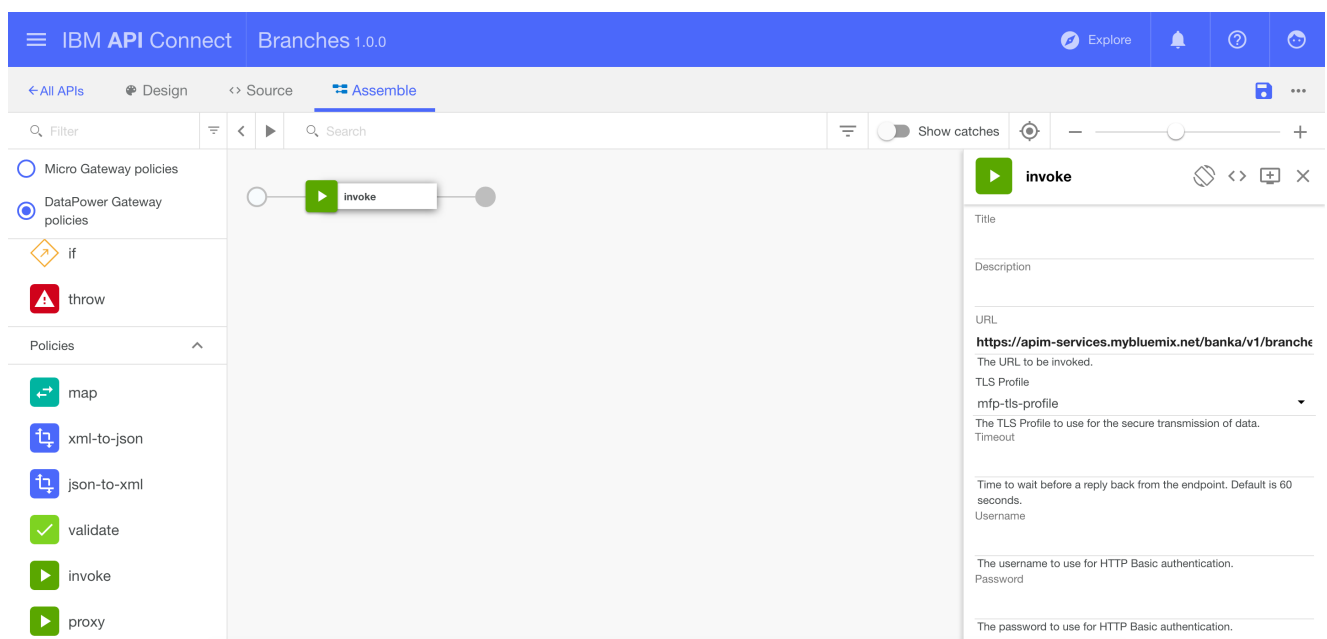 IBM API Connect Branches 1.0.0 Explore
All APIs Design Source Assemble
Filter Search Show catches
Micro Gateway policies
DataPower Gateway
policies
if
throw
Policies
map
xml-to-json
json-to-xml
validate
invoke
proxy
invoke
invoke
Title
Description
URL
https://apim-services.mybluemix.net/banka/v1/branche
The URL to be invoked.
TLS Profile
mfp-tls-profile
The TLS Profile to use for the secure transmission of data.
Timeout
Time to wait before a reply back from the endpoint. Default is 60
seconds.
Username
The username to use for HTTP Basic authentication.
Password
The password to use for HTTP Basic authentication.